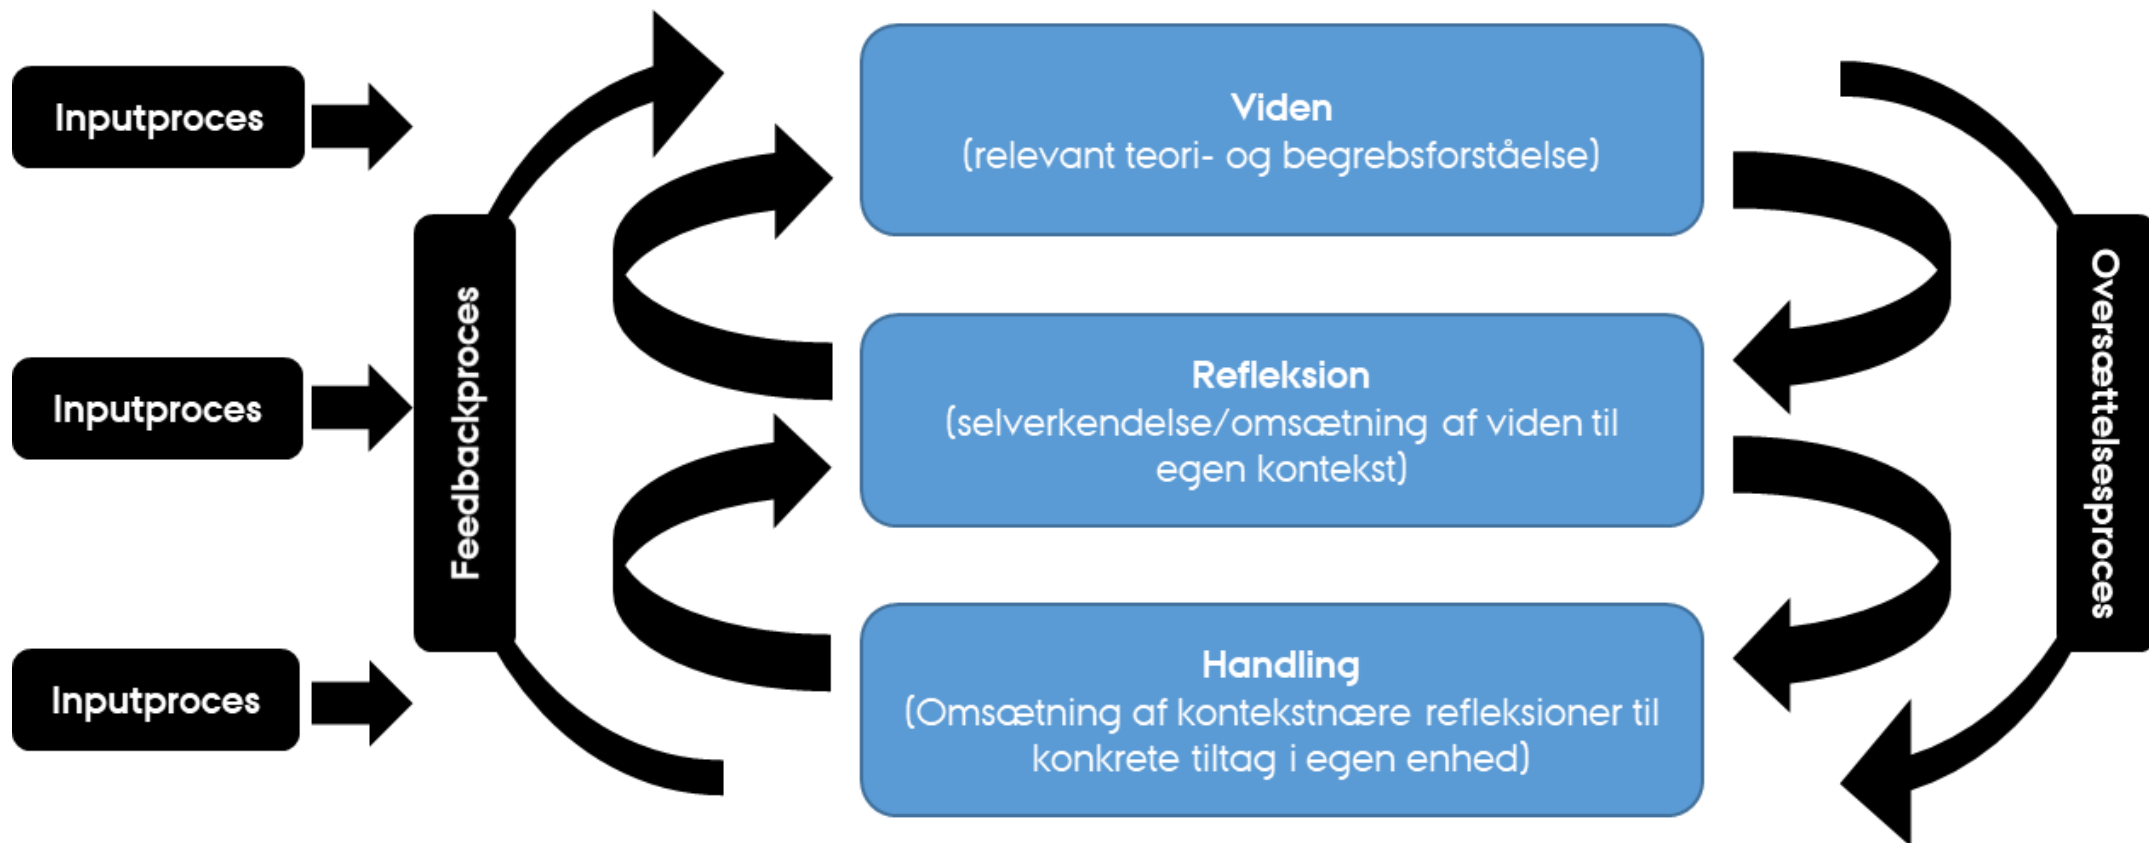 Inputproces
Inputproces
Inputproces
Feedbackproces
Viden
(relevant teori- og begrebsforståelse)
Refleksion
(selverkendelse/omsætning af viden til
egen kontekst)
Handling
(Omsætning af kontekstnære refleksioner til
konkrete tiltag i egen enhed)
Oversættelsesproces